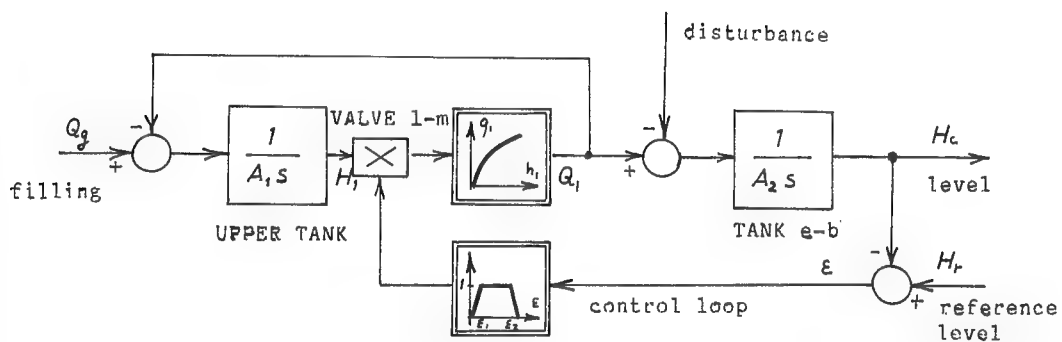 disturbance
-
VALVE 1-m
Q_g
+
-
filling
1
A_1 s
H_1
×
q_1
h_1
Q_1
-
+
1
A_2 s
H_c
level
UPPER TANK
TANK e-b
1
ε_1
ε_2
ε
control loop
ε
-
+
H_r
reference
level